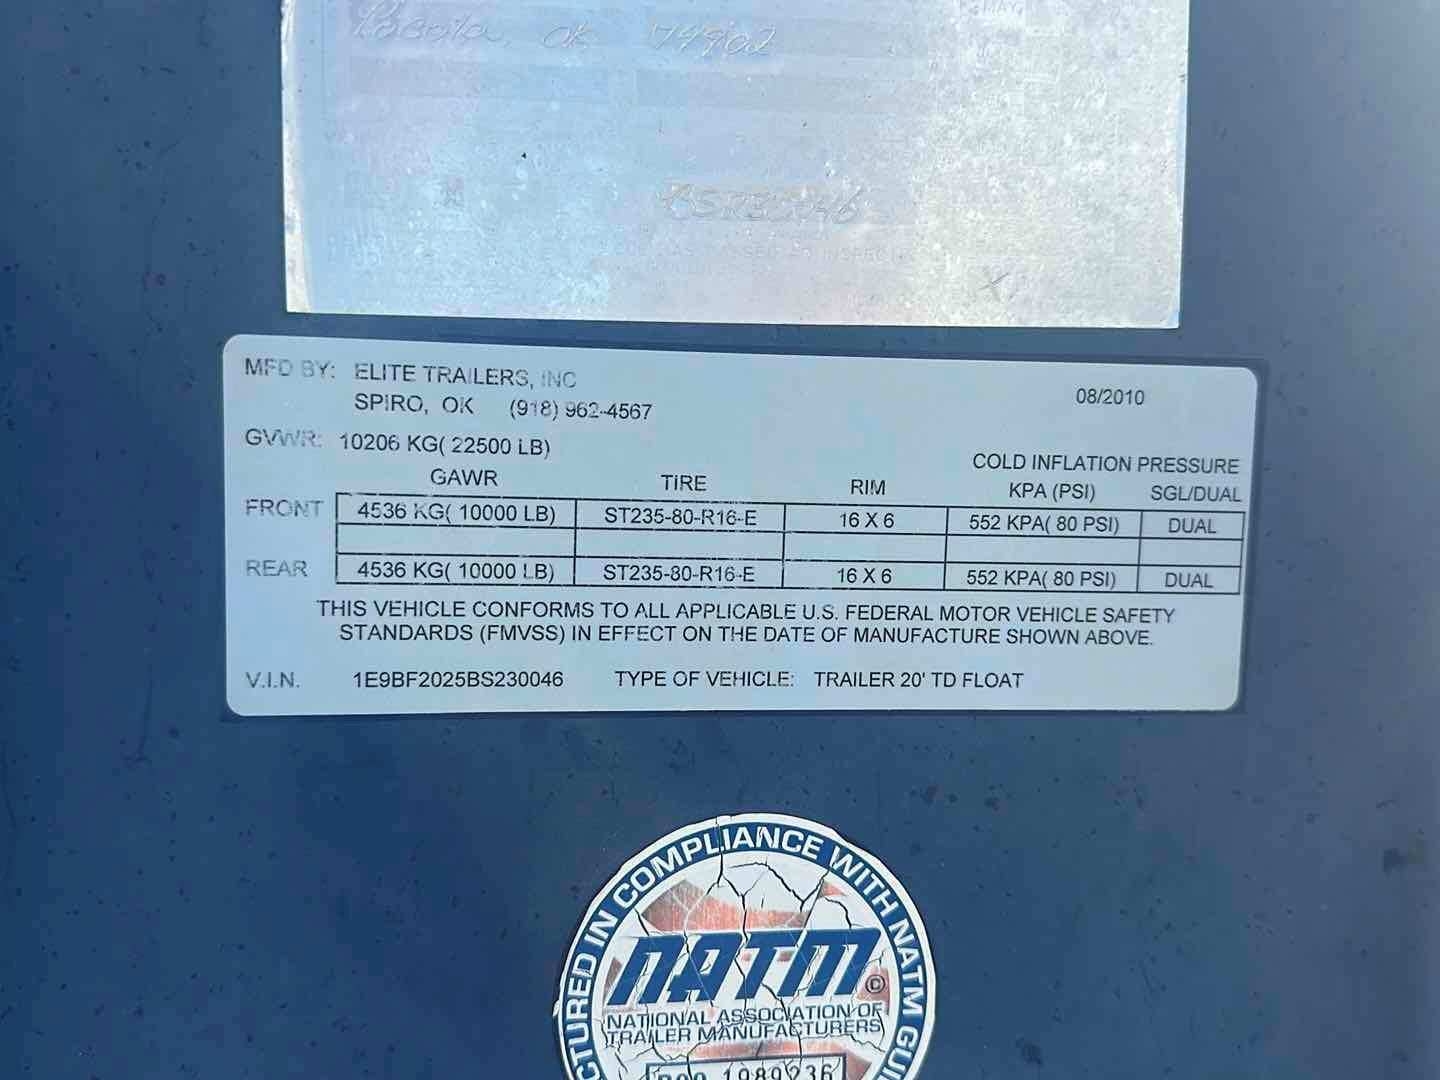 Pocola, OK 74902
BS230046
MFD BY: ELITE TRAILERS, INC
08/2010
SPIRO, OK (918) 962-4567
GVWR: 10206 KG( 22500 LB)
COLD INFLATION PRESSURE
GAWR TIRE RIM KPA (PSI) SGL/DUAL
FRONT 4536 KG( 10000 LB) ST235-80-R16-E 16 X 6 552 KPA( 80 PSI) DUAL
REAR 4536 KG( 10000 LB) ST235-80-R16-E 16 X 6 552 KPA( 80 PSI) DUAL
THIS VEHICLE CONFORMS TO ALL APPLICABLE U.S. FEDERAL MOTOR VEHICLE SAFETY
STANDARDS (FMVSS) IN EFFECT ON THE DATE OF MANUFACTURE SHOWN ABOVE.
V.I.N. 1E9BF2025BS230046 TYPE OF VEHICLE: TRAILER 20' TD FLOAT
IN COMPLIANCE WITH NATM
NATM ©
NATIONAL ASSOCIATION OF
TRAILER MANUFACTURERS
1989236